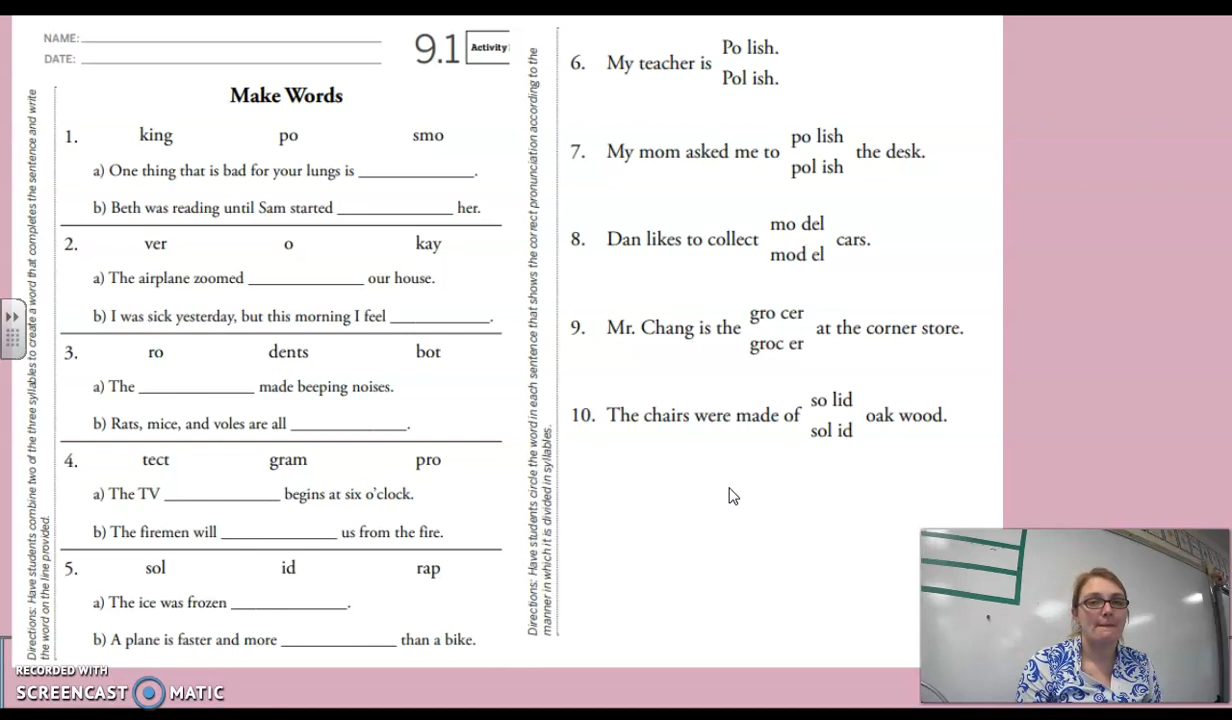 NAME:
DATE:
9.1 Activity
Directions: Have students combine two of the three syllables to create a word that completes the sentence and write
the word on the line provided.
Make Words
1. king po smo
a) One thing that is bad for your lungs is ______________.
b) Beth was reading until Sam started ______________ her.
2. ver o kay
a) The airplane zoomed ______________ our house.
b) I was sick yesterday, but this morning I feel ____________.
3. ro dents bot
a) The ______________ made beeping noises.
b) Rats, mice, and voles are all ______________.
4. tect gram pro
a) The TV ______________ begins at six o'clock.
b) The firemen will ______________ us from the fire.
5. sol id rap
a) The ice was frozen ______________.
b) A plane is faster and more ______________ than a bike.
Directions: Have students circle the word in each sentence that shows the correct pronunciation according to the
manner in which it is divided in syllables.
6. My teacher is
Po lish.
Pol ish.
7. My mom asked me to
po lish
pol ish
the desk.
8. Dan likes to collect
mo del
mod el
cars.
9. Mr. Chang is the
gro cer
groc er
at the corner store.
10. The chairs were made of
so lid
sol id
oak wood.
RECORDED WITH
SCREENCAST MATIC